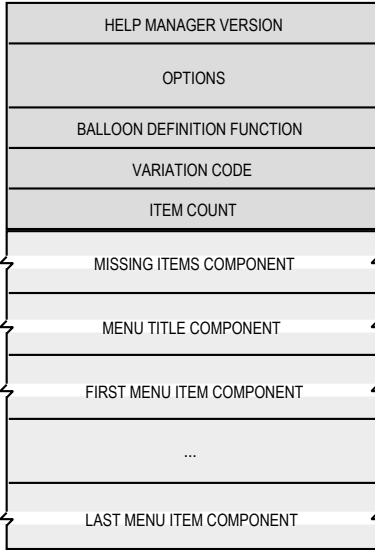 HELP MANAGER VERSION
OPTIONS
BALLOON DEFINITION FUNCTION
VARIATION CODE
ITEM COUNT
MISSING ITEMS COMPONENT
MENU TITLE COMPONENT
FIRST MENU ITEM COMPONENT
...
LAST MENU ITEM COMPONENT